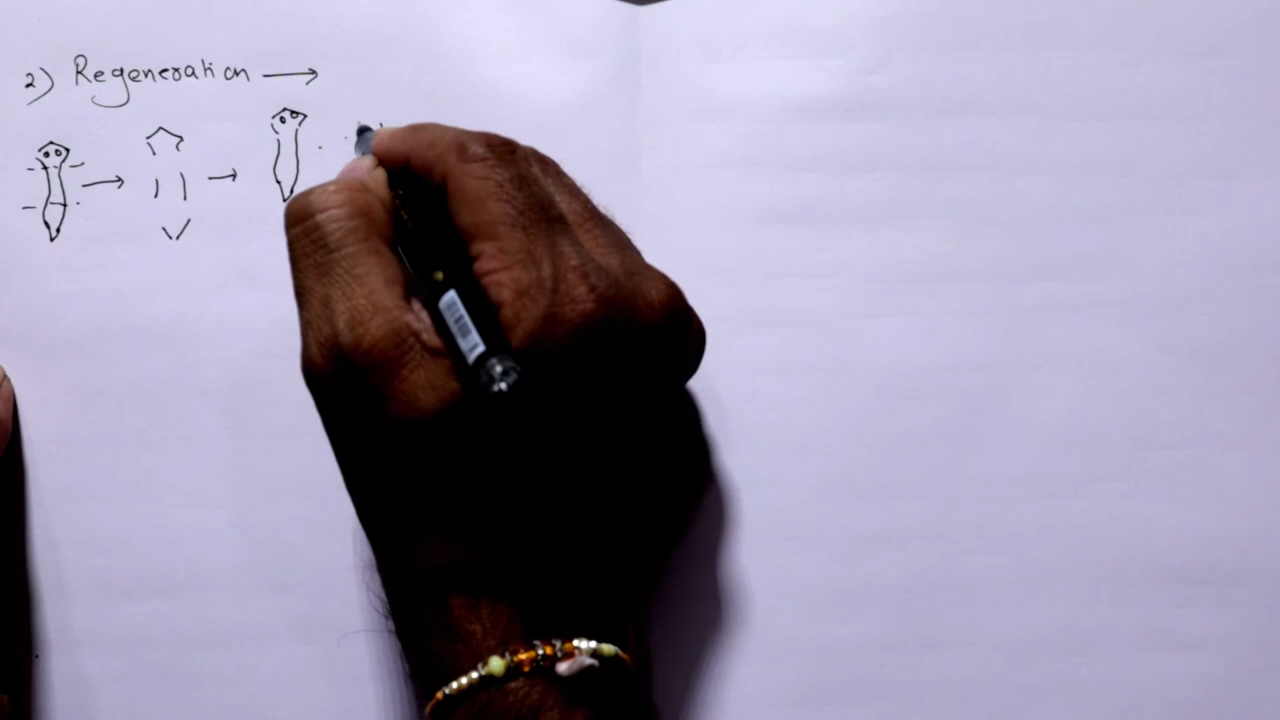 2) Regeneration →